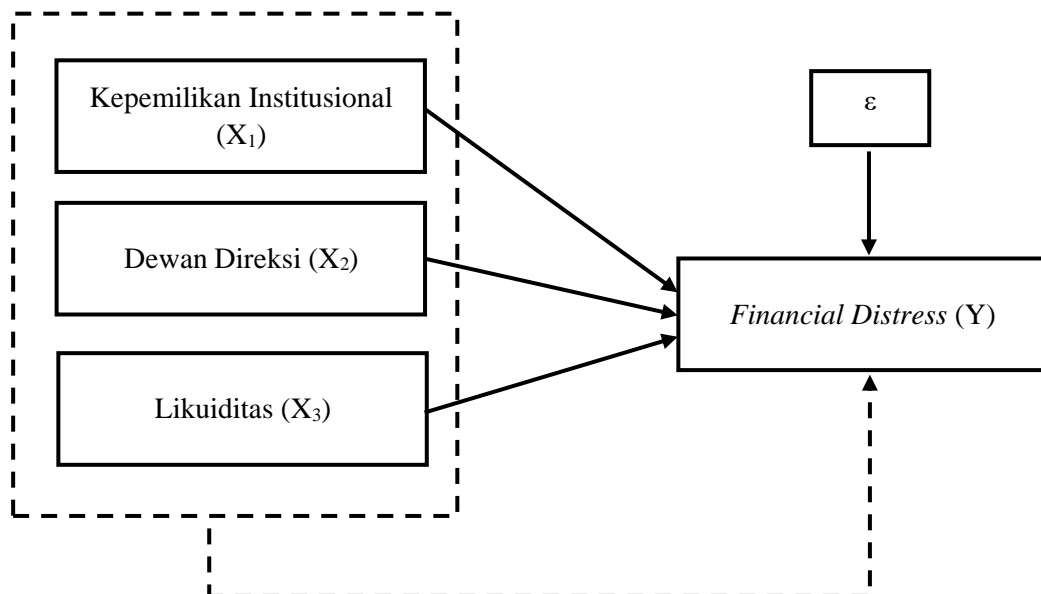 Kepemilikan Institusional
(X₁)
ε
Dewan Direksi (X₂)
Financial Distress (Y)
Likuiditas (X₃)